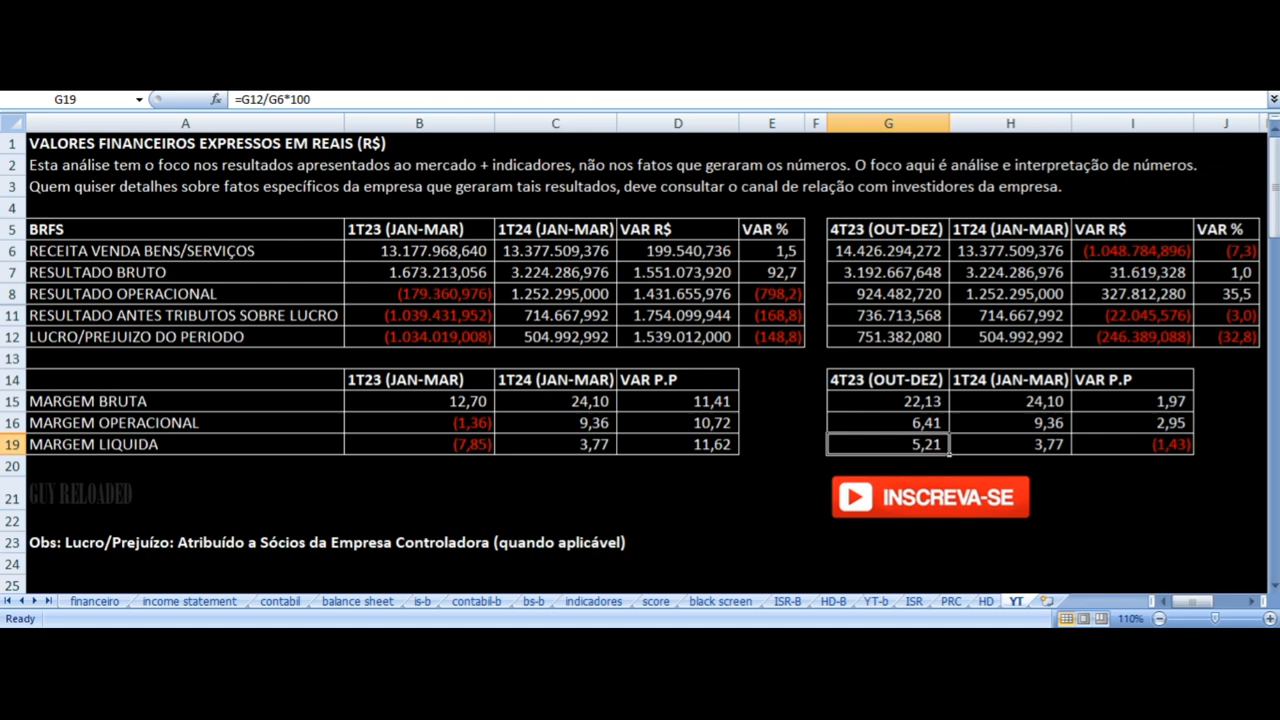 G19 fx =G12/G6*100
A B C D E F G H I J
1 VALORES FINANCEIROS EXPRESSOS EM REAIS (R$)
2 Esta análise tem o foco nos resultados apresentados ao mercado + indicadores, não nos fatos que geraram os números. O foco aqui é análise e interpretação de números.
3 Quem quiser detalhes sobre fatos específicos da empresa que geraram tais resultados, deve consultar o canal de relação com investidores da empresa.
4
5 BRFS 1T23 (JAN-MAR) 1T24 (JAN-MAR) VAR R$ VAR % 4T23 (OUT-DEZ) 1T24 (JAN-MAR) VAR R$ VAR %
6 RECEITA VENDA BENS/SERVIÇOS 13.177.968,640 13.377.509,376 199.540,736 1,5 14.426.294,272 13.377.509,376 (1.048.784,896) (7,3)
7 RESULTADO BRUTO 1.673.213,056 3.224.286,976 1.551.073,920 92,7 3.192.667,648 3.224.286,976 31.619,328 1,0
8 RESULTADO OPERACIONAL (179.360,976) 1.252.295,000 1.431.655,976 (798,2) 924.482,720 1.252.295,000 327.812,280 35,5
11 RESULTADO ANTES TRIBUTOS SOBRE LUCRO (1.039.431,952) 714.667,992 1.754.099,944 (168,8) 736.713,568 714.667,992 (22.045,576) (3,0)
12 LUCRO/PREJUIZO DO PERIODO (1.034.019,008) 504.992,992 1.539.012,000 (148,8) 751.382,080 504.992,992 (246.389,088) (32,8)
13
14 1T23 (JAN-MAR) 1T24 (JAN-MAR) VAR P.P 4T23 (OUT-DEZ) 1T24 (JAN-MAR) VAR P.P
15 MARGEM BRUTA 12,70 24,10 11,41 22,13 24,10 1,97
16 MARGEM OPERACIONAL (1,36) 9,36 10,72 6,41 9,36 2,95
19 MARGEM LIQUIDA (7,85) 3,77 11,62 5,21 3,77 (1,43)
20
21 GUY RELOADED INSCREVA-SE
22
23 Obs: Lucro/Prejuízo: Atribuído a Sócios da Empresa Controladora (quando aplicável)
24
25
financeiro income statement contabil balance sheet is-b contabil-b bs-b indicadores score black screen ISR-B HD-B YT-b ISR PRC HD YT
Ready 110%